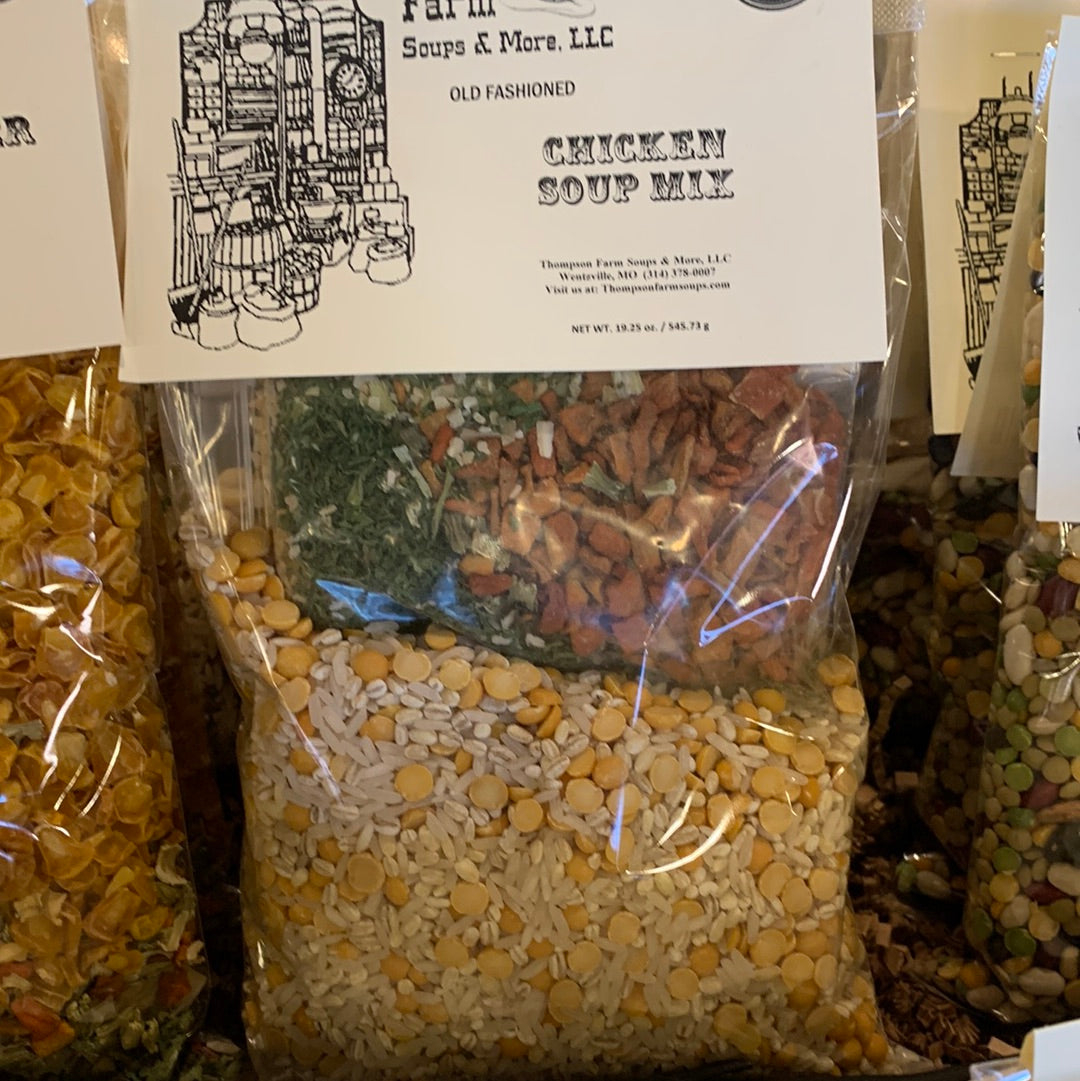 Farm
Soups & More, LLC
OLD FASHIONED
CHICKEN
SOUP MIX
Thompson Farm Soups & More, LLC
Wentzville, MO (314) 378-0007
Visit us at: Thompsonfarmsoups.com
NET WT. 19.25 oz. / 545.73 g